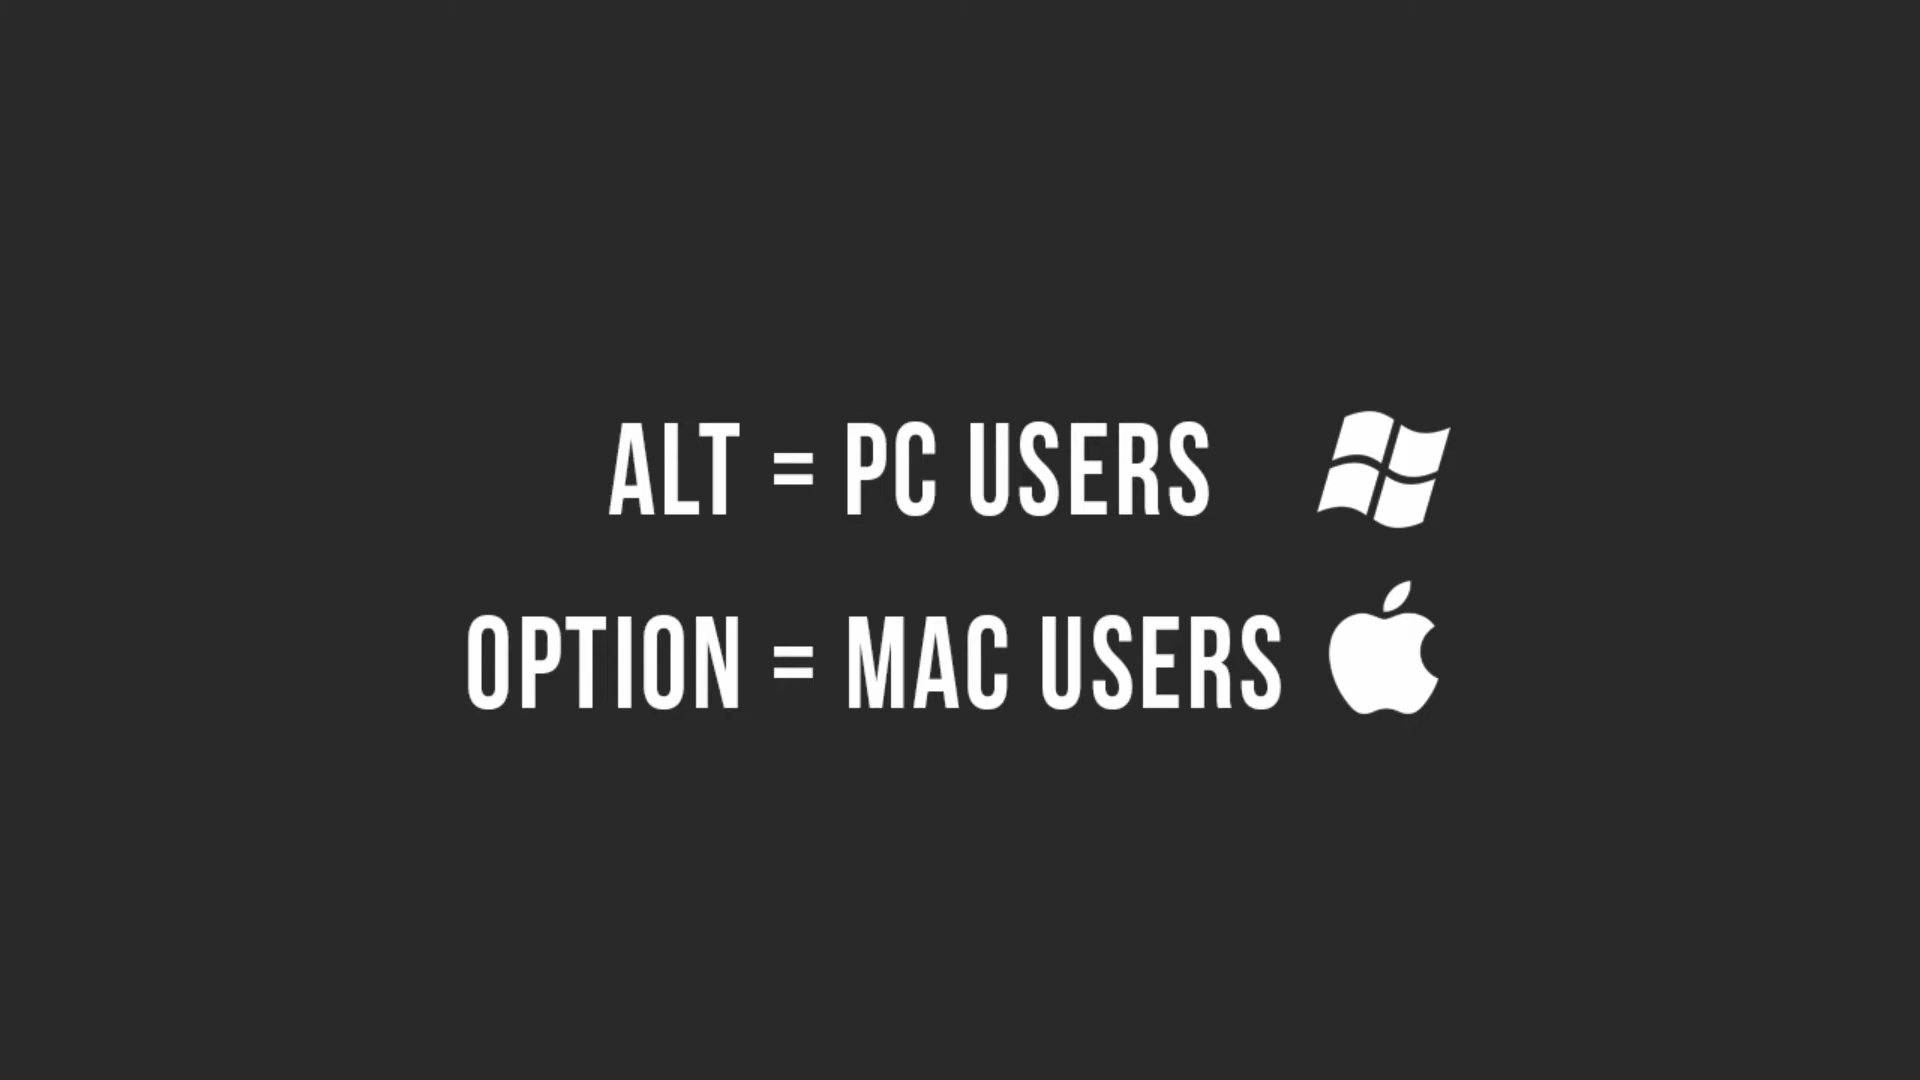 ALT = PC USERS
OPTION = MAC USERS